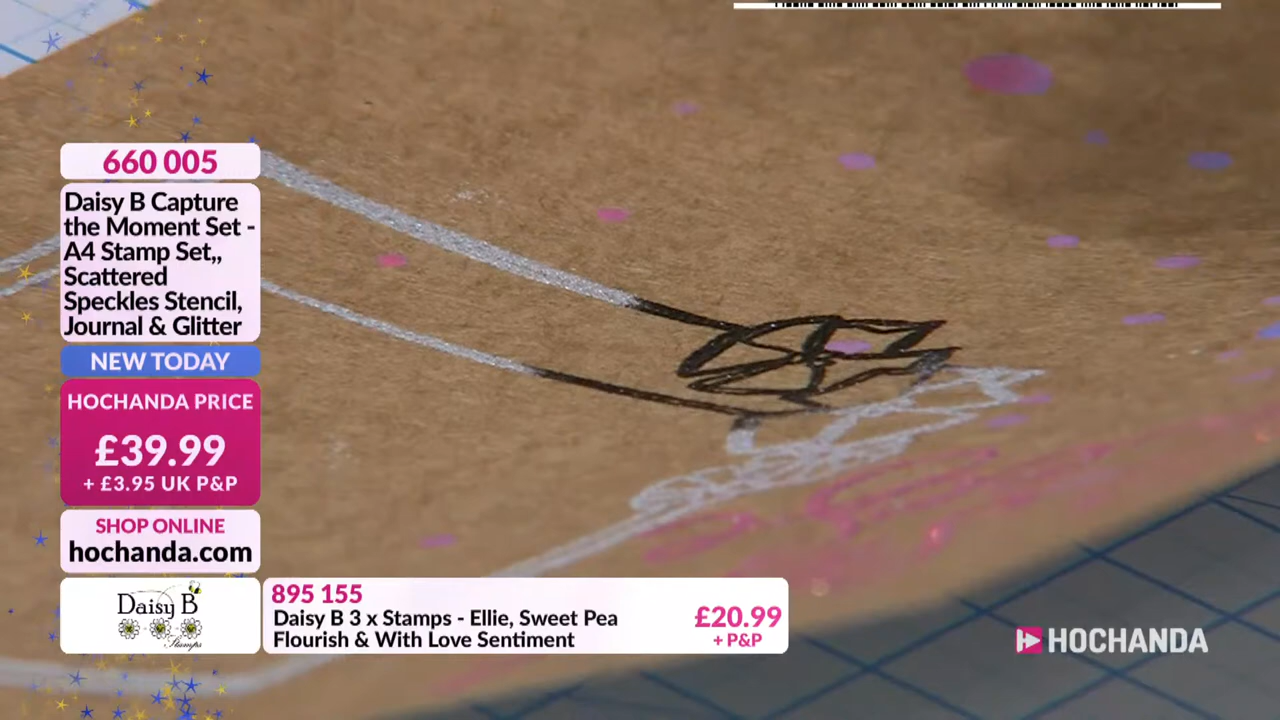 660 005
Daisy B Capture
the Moment Set -
A4 Stamp Set,,
Scattered
Speckles Stencil,
Journal & Glitter
NEW TODAY
HOCHANDA PRICE
£39.99
+ £3.95 UK P&P
SHOP ONLINE
hochanda.com
Daisy B
Stamps
895 155
Daisy B 3 x Stamps - Ellie, Sweet Pea
Flourish & With Love Sentiment
£20.99
+ P&P
HOCHANDA